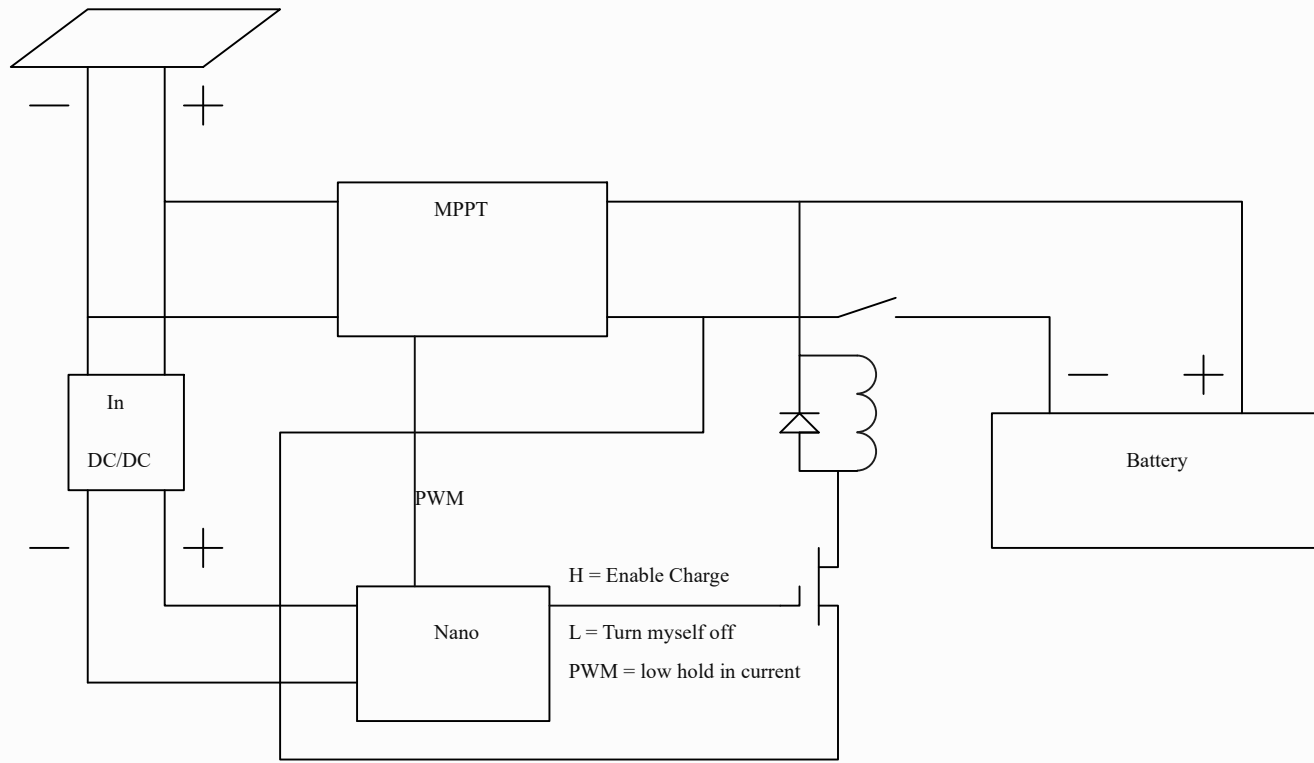 MPPT
In
DC/DC
Battery
PWM
H = Enable Charge
Nano
L = Turn myself off
PWM = low hold in current